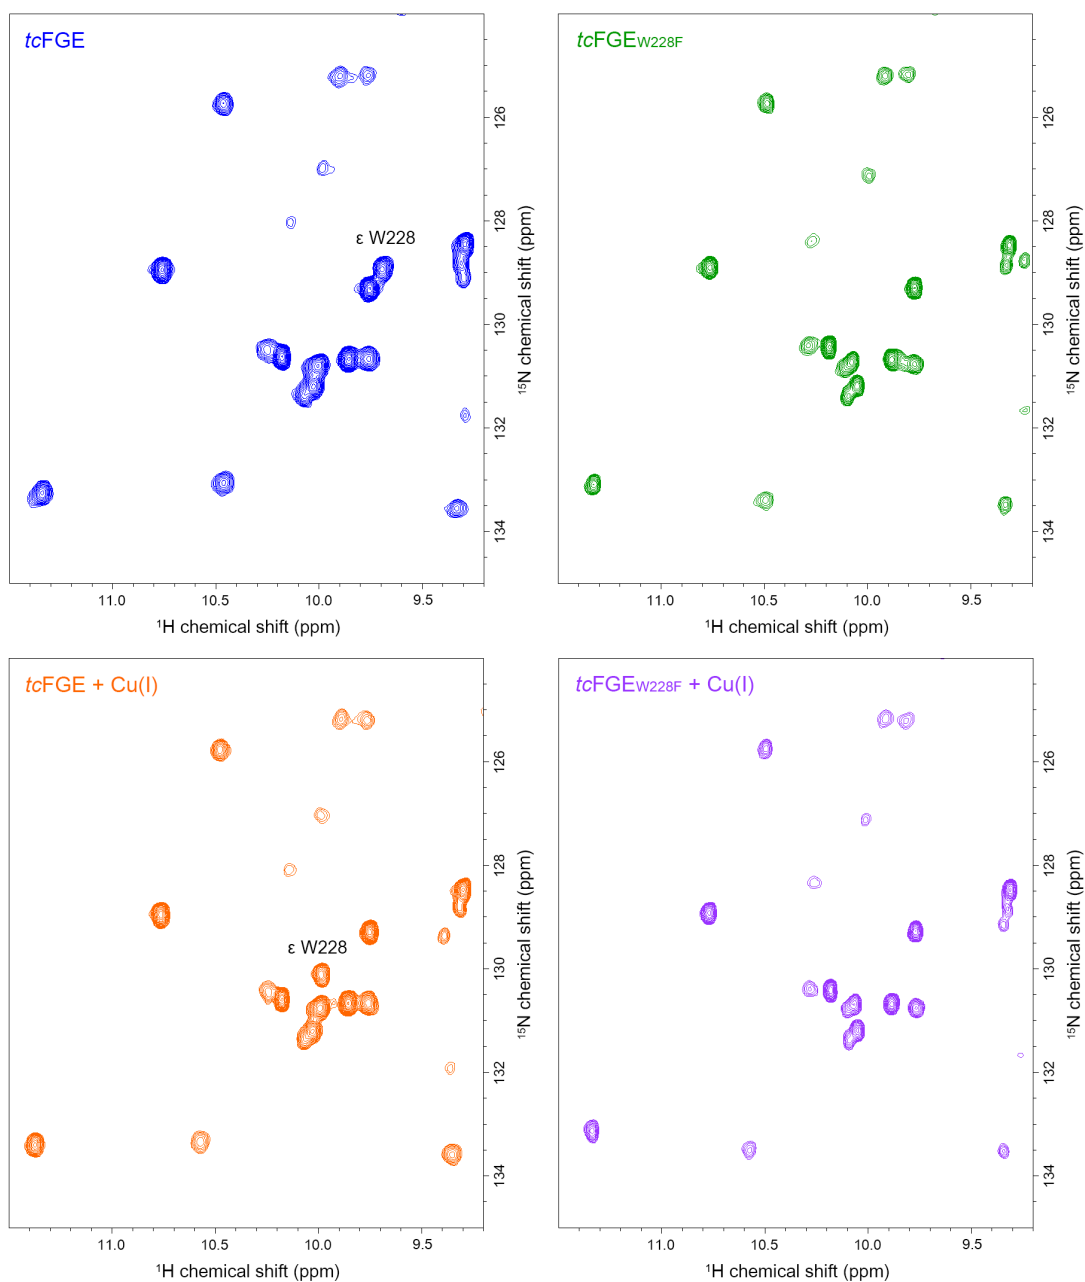 tcFGE
ε W228
126
128
130
132
134
¹⁵N chemical shift (ppm)
11.0 10.5 10.0 9.5
¹H chemical shift (ppm)
tcFGEW228F
126
128
130
132
134
¹⁵N chemical shift (ppm)
11.0 10.5 10.0 9.5
¹H chemical shift (ppm)
tcFGE + Cu(I)
ε W228
126
128
130
132
134
¹⁵N chemical shift (ppm)
11.0 10.5 10.0 9.5
¹H chemical shift (ppm)
tcFGEW228F + Cu(I)
126
128
130
132
134
¹⁵N chemical shift (ppm)
11.0 10.5 10.0 9.5
¹H chemical shift (ppm)